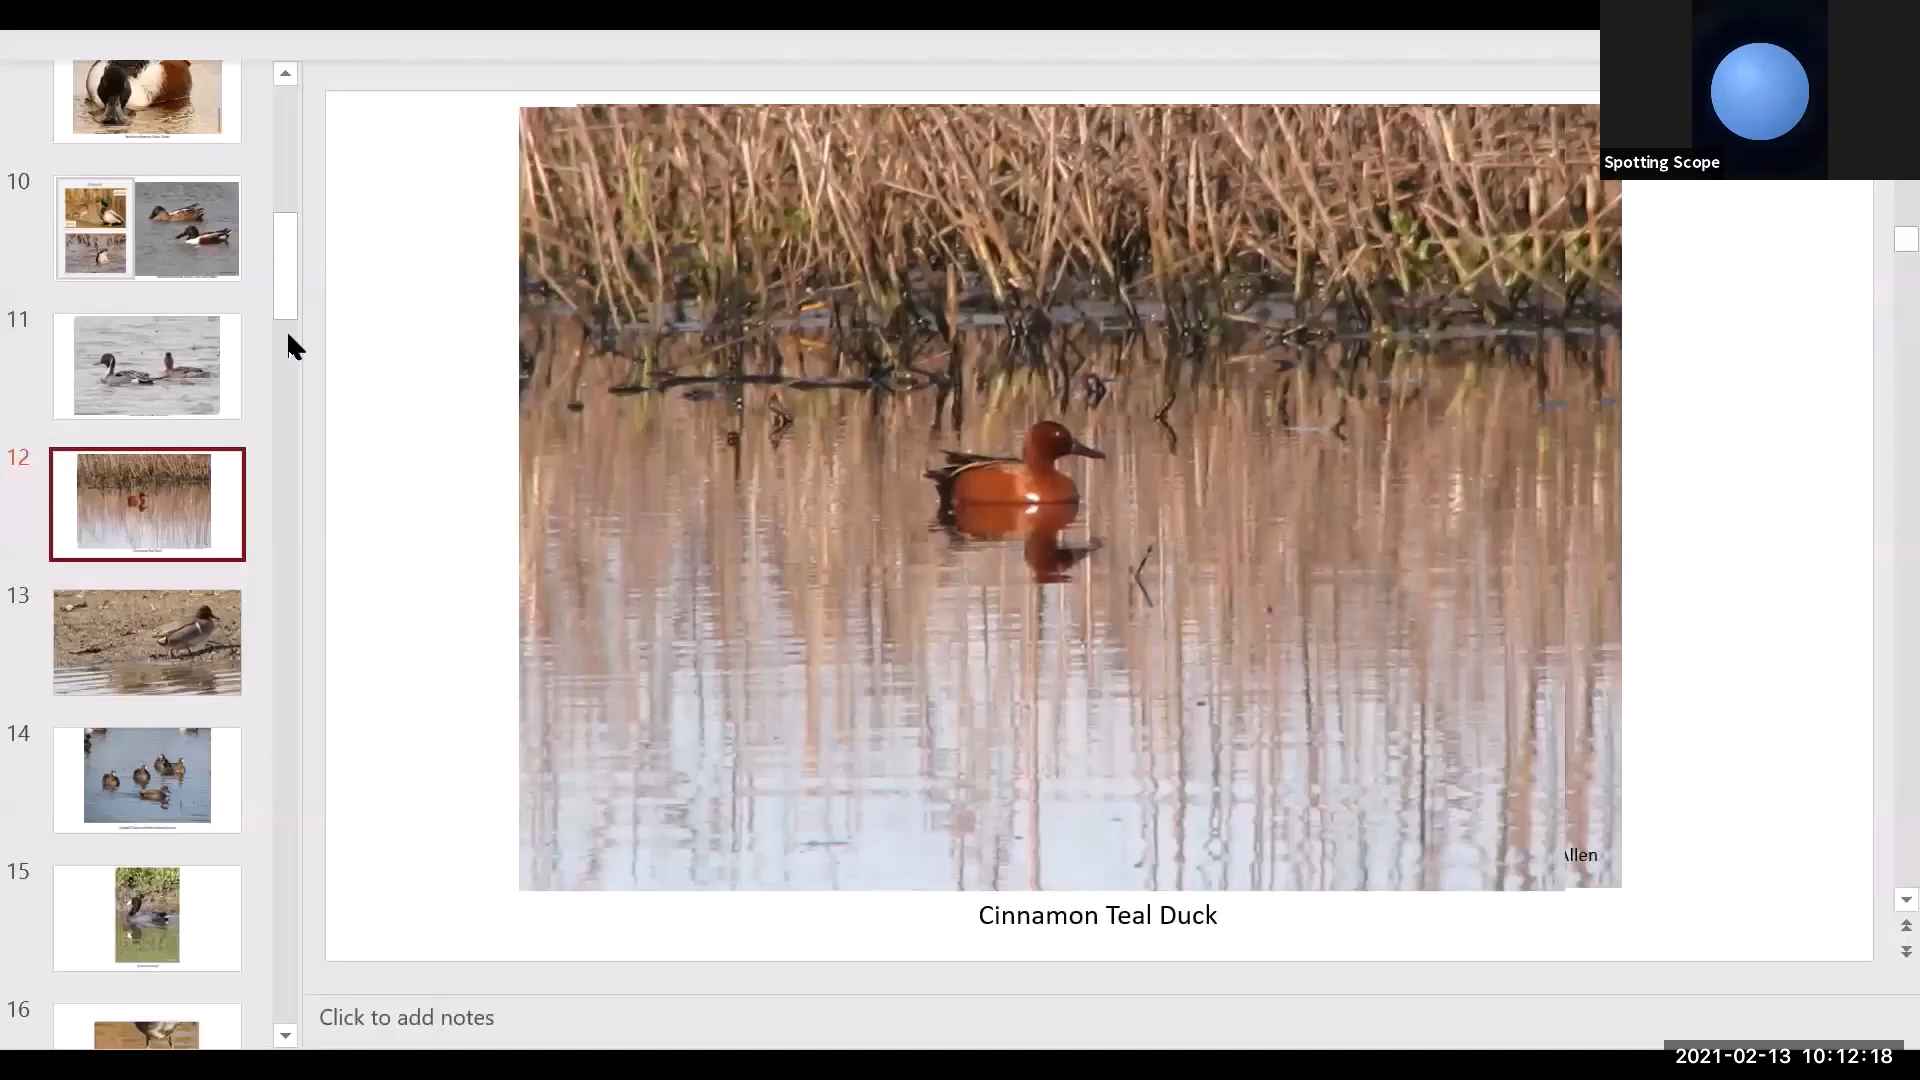 Spotting Scope
10
11
12
13
14
15
16
Allen
Cinnamon Teal Duck
Click to add notes
2021-02-13 10:12:18